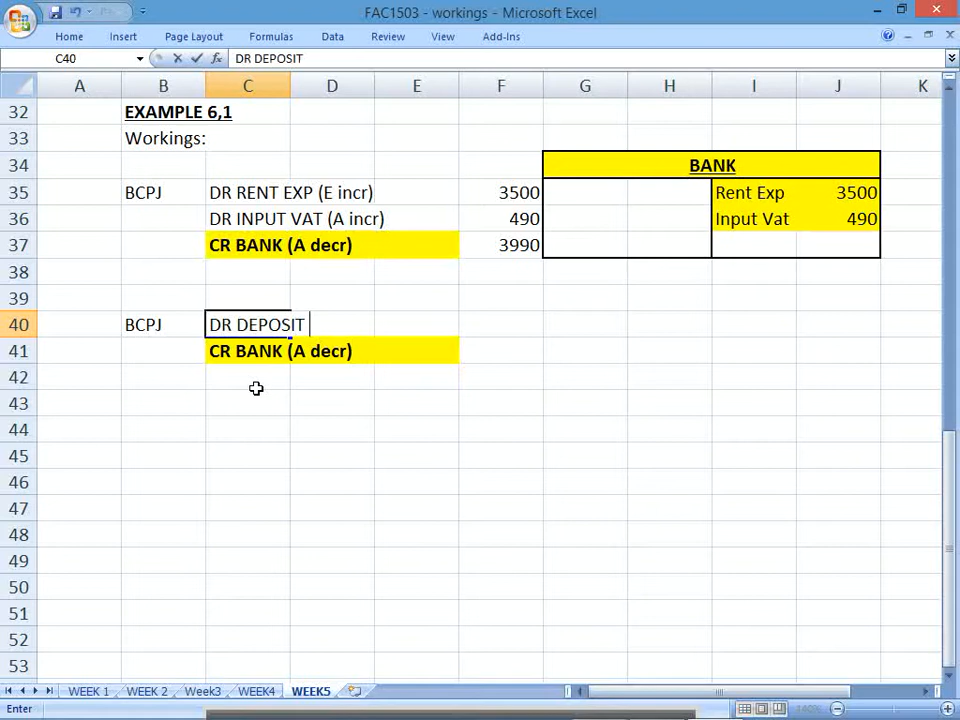 FAC1503 - workings - Microsoft Excel
Home Insert Page Layout Formulas Data Review View Add-Ins
C40 fx DR DEPOSIT
A B C D E F G H I J K
32 EXAMPLE 6,1
33 Workings:
34 BANK
35 BCPJ DR RENT EXP (E incr) 3500 Rent Exp 3500
36 DR INPUT VAT (A incr) 490 Input Vat 490
37 CR BANK (A decr) 3990
38
39
40 BCPJ DR DEPOSIT
41 CR BANK (A decr)
42
43
44
45
46
47
48
49
50
51
52
53
WEEK 1 WEEK 2 Week3 WEEK4 WEEK5
Enter 140%